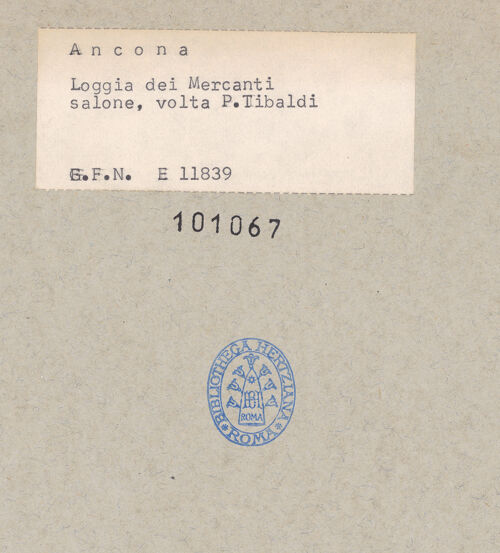 Ancona
Loggia dei Mercanti
salone, volta P.Tibaldi
G.F.N. E 11839
101067
BIBLIOTHECA HERTZIANA
ROMA
ROMA